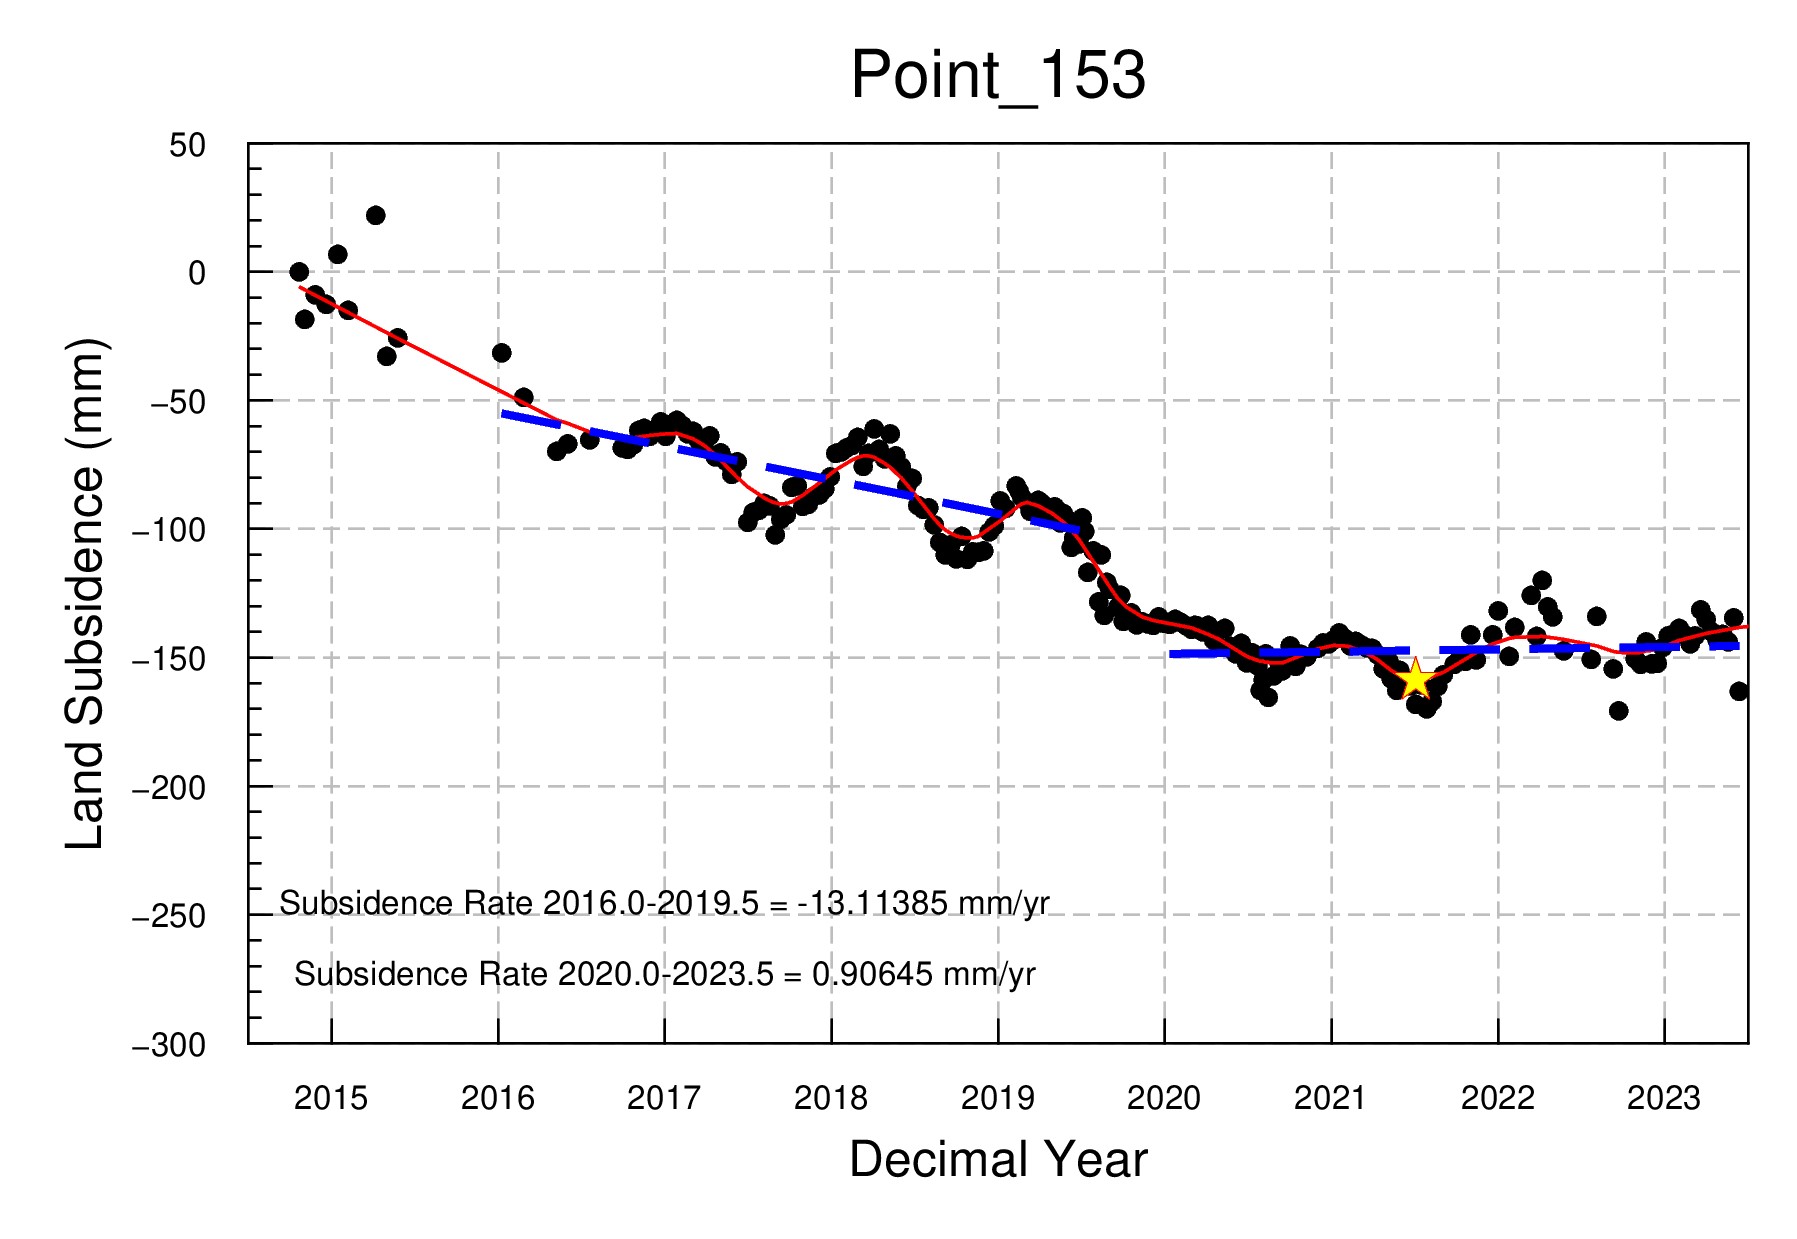 Point_153
50
0
−50
−100
−150
−200
−250
−300
Land Subsidence (mm)
Subsidence Rate 2016.0-2019.5 = -13.11385 mm/yr
Subsidence Rate 2020.0-2023.5 = 0.90645 mm/yr
2015 2016 2017 2018 2019 2020 2021 2022 2023
Decimal Year